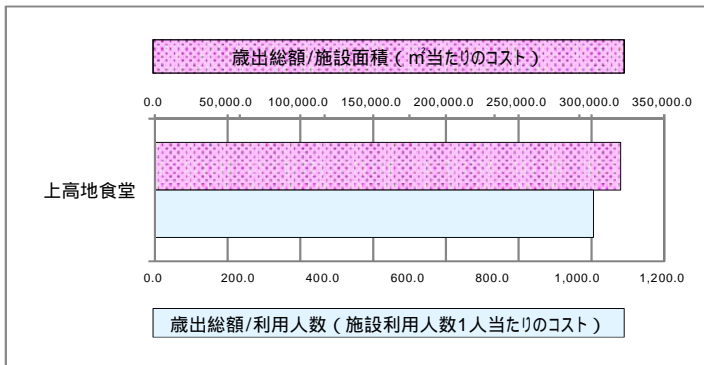 歳出総額/施設面積（㎡当たりのコスト）
0.0 50,000.0 100,000.0 150,000.0 200,000.0 250,000.0 300,000.0 350,000.0
上高地食堂
0.0 200.0 400.0 600.0 800.0 1,000.0 1,200.0
歳出総額/利用人数（施設利用人数1人当たりのコスト）